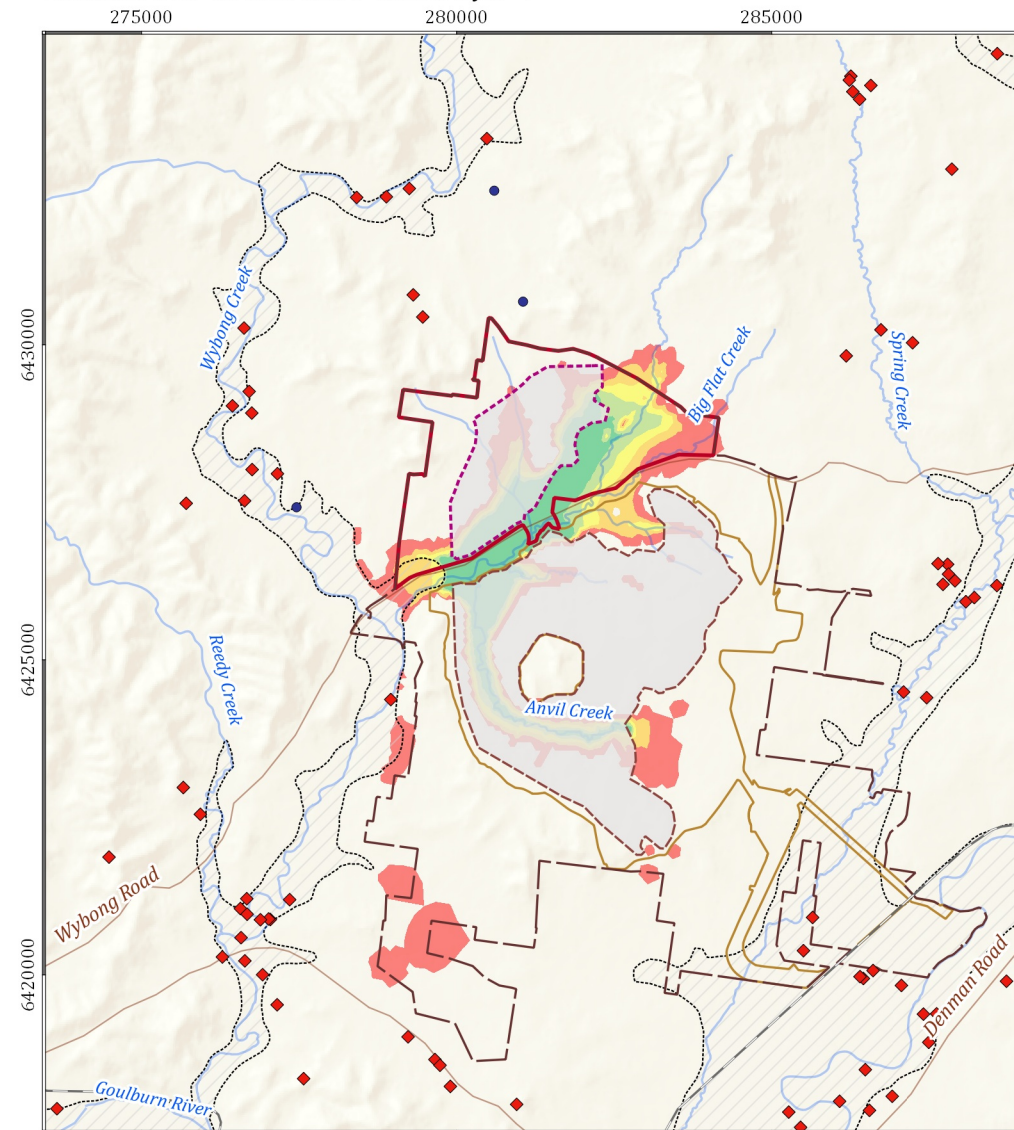 275000
280000
285000
6430000
6425000
6420000
Wybong Creek
Big Flat Creek
Spring Creek
Reedy Creek
Anvil Creek
Wybong Road
Denman Road
Goulburn River